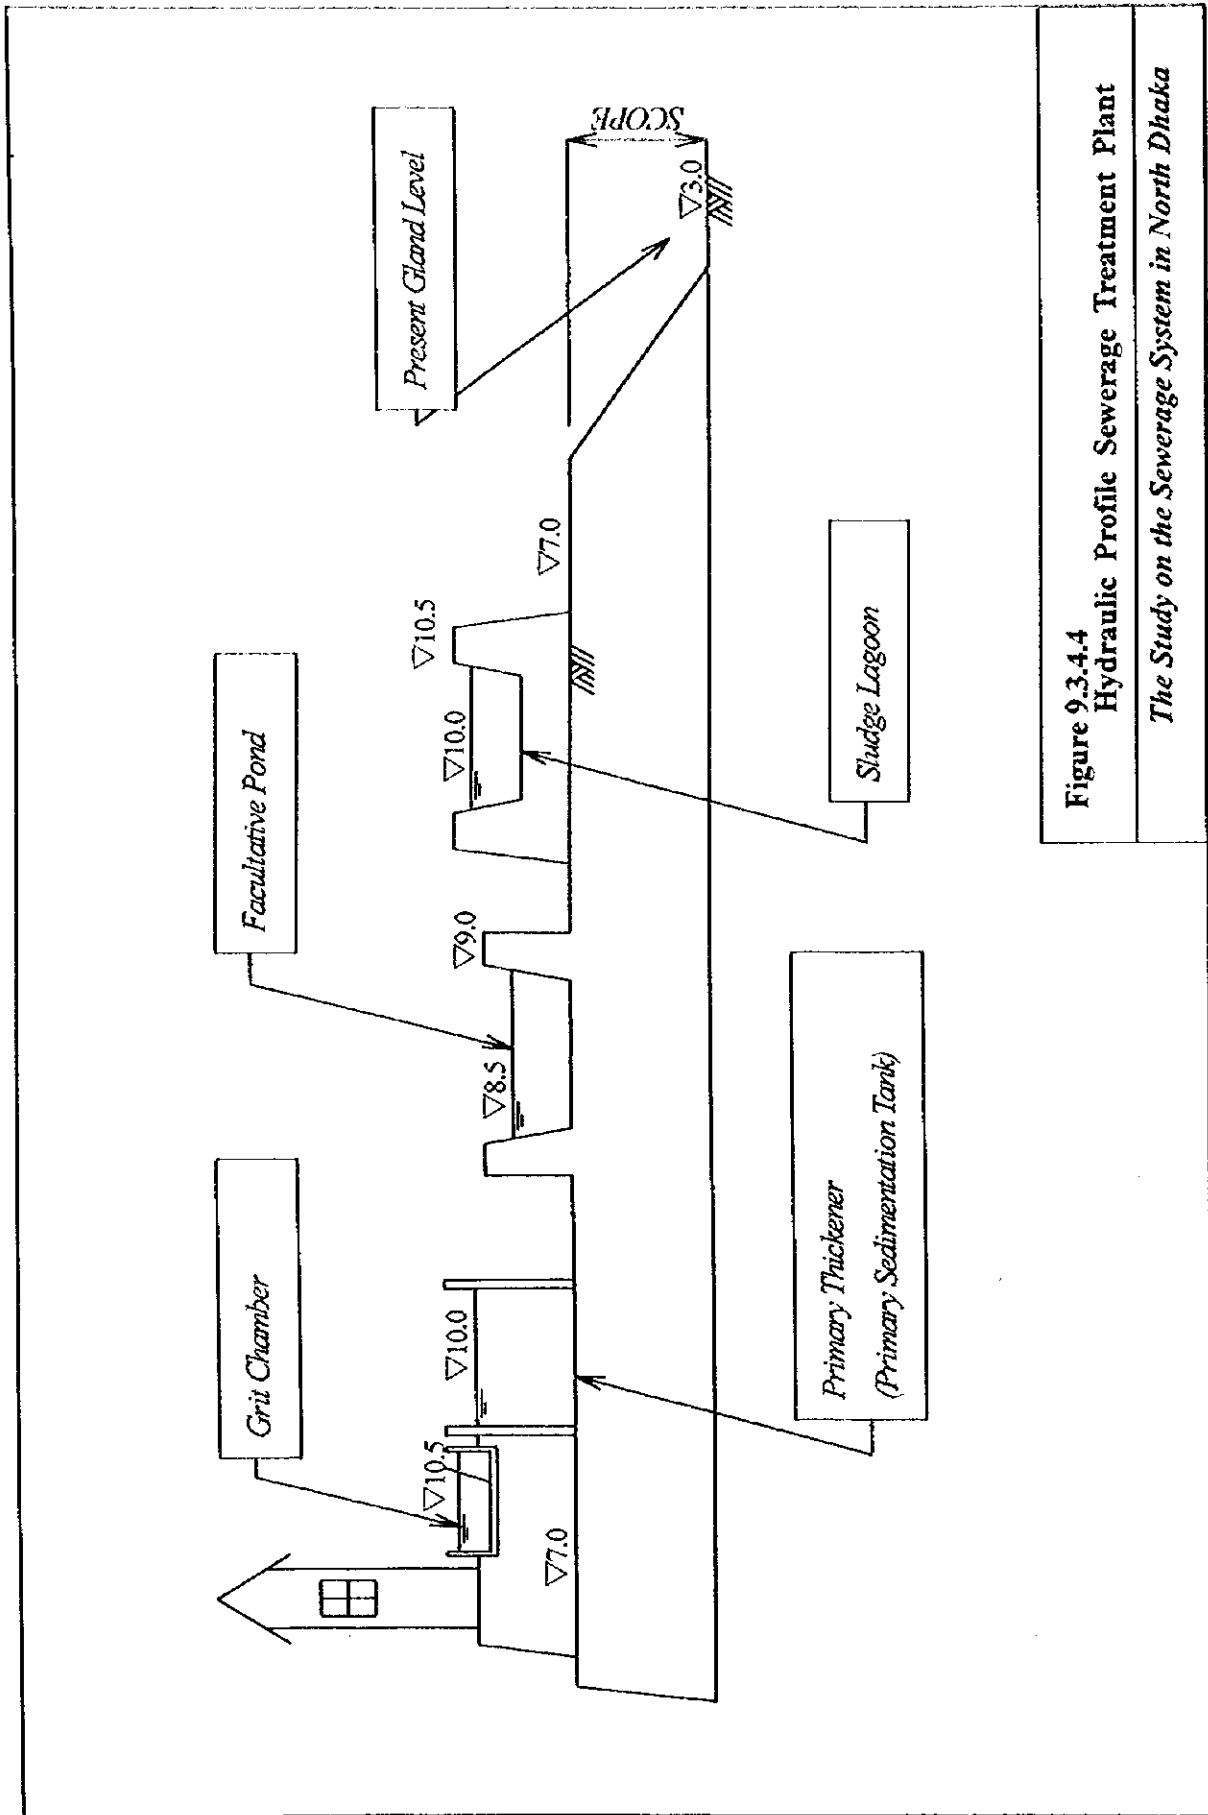 Grit Chamber
Facultative Pond
Present Gland Level
▽10.5
▽10.0
▽7.0
▽8.5
▽9.0
▽10.0
▽10.5
▽7.0
▽3.0
SCOPE
Primary Thickener
(Primary Sedimentation Tank)
Sludge Lagoon
Figure 9.3.4.4
Hydraulic Profile Sewerage Treatment Plant
The Study on the Sewerage System in North Dhaka